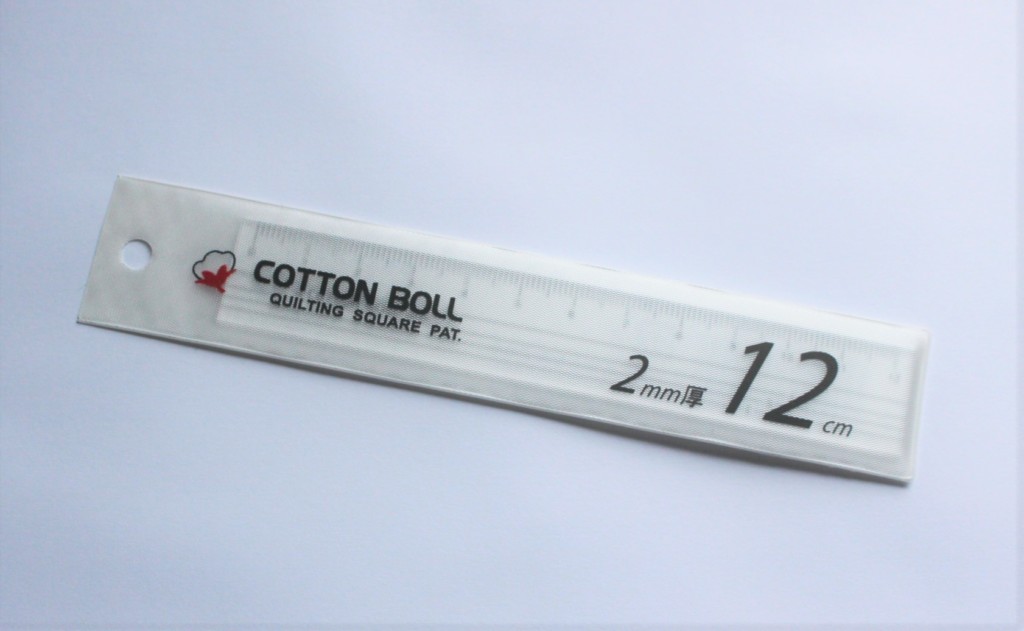 COTTON BOLL
QUILTING SQUARE PAT.
2mm厚 12cm